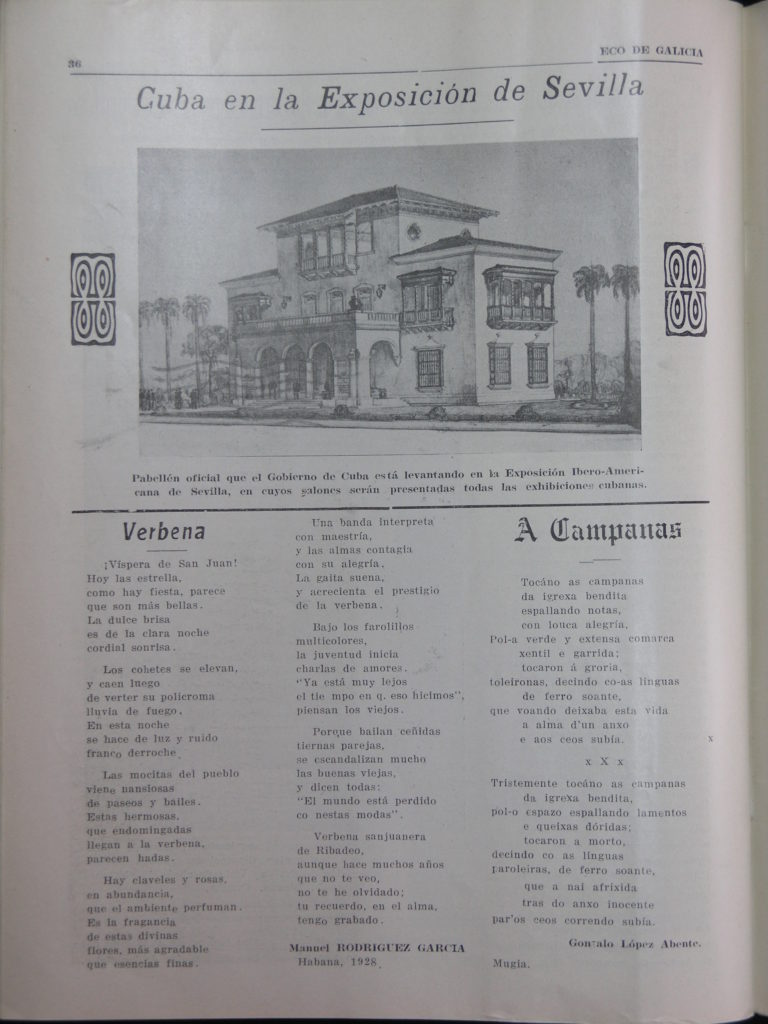 36
ECO DE GALICIA
Cuba en la Exposición de Sevilla
Pabellén oficial que el Gobierno de Cuba está levantando en la Exposición Ibero-Ameri-
cana de Sevilla, en cuyos salones serán presentadas todas las exhibiciones cubanas.
Verbena
¡Víspera de San Juan!
Hoy las estrella,
como hay fiesta, parece
que son más bellas.
La dulce brisa
es de la clara noche
cordial sonrisa.
Los cohetes se elevan,
y caen luego
de verter su policroma
lluvia de fuego.
En esta noche
se hace de luz y ruido
franco derroche.
Las mocitas del pueblo
viene nansiosas
de paseos y bailes.
Estas hermosas,
que endomingadas
llegan a la verbena,
parecen hadas.
Hay claveles y rosas,
en abundancia,
que el ambiente perfuman.
Es la fragancia
de estas divinas
flores, más agradable
que esencias finas.
Una banda interpreta
con maestría,
y las almas contagia
con su alegría.
La gaita suena,
y acrecienta el prestigio
de la verbena.
Bajo los farolillos
multicolores,
la juventud inicia
charlas de amores.
"Ya está muy lejos
el tie mpo en q. eso hicimos",
piensan los viejos.
Porque bailan ceñidas
tiernas parejas,
se escandalizan mucho
las buenas viejas,
y dicen todas:
"El mundo está perdido
co nestas modas".
Verbena sanjuanera
de Ribadeo,
aunque hace muchos años
que no te veo,
no te he olvidado;
tu recuerdo, en el alma,
tengo grabado.
Manuel RODRIGUEZ GARCIA
Habana, 1928.
A Campanas
Tocáno as campanas
da igrexa bendita
espallando notas,
con louca alegría,
Pol-a verde y extensa comarca
xentil e garrida;
tocaron á groria,
toleironas, decindo co-as linguas
de ferro soante,
que voando deixaba esta vida
a alma d'un anxo
e aos ceos subía.
x
x X x
Tristemente tocáno as campanas
da igrexa bendita,
pol-o espazo espallando lamentos
e queixas dóridas;
tocaron a morto,
decindo co as linguas
paroleiras, de ferro soante,
que a nai afrixida
tras do anxo inocente
par'os ceos correndo subía.
Gonzalo López Abente.
Mugía.